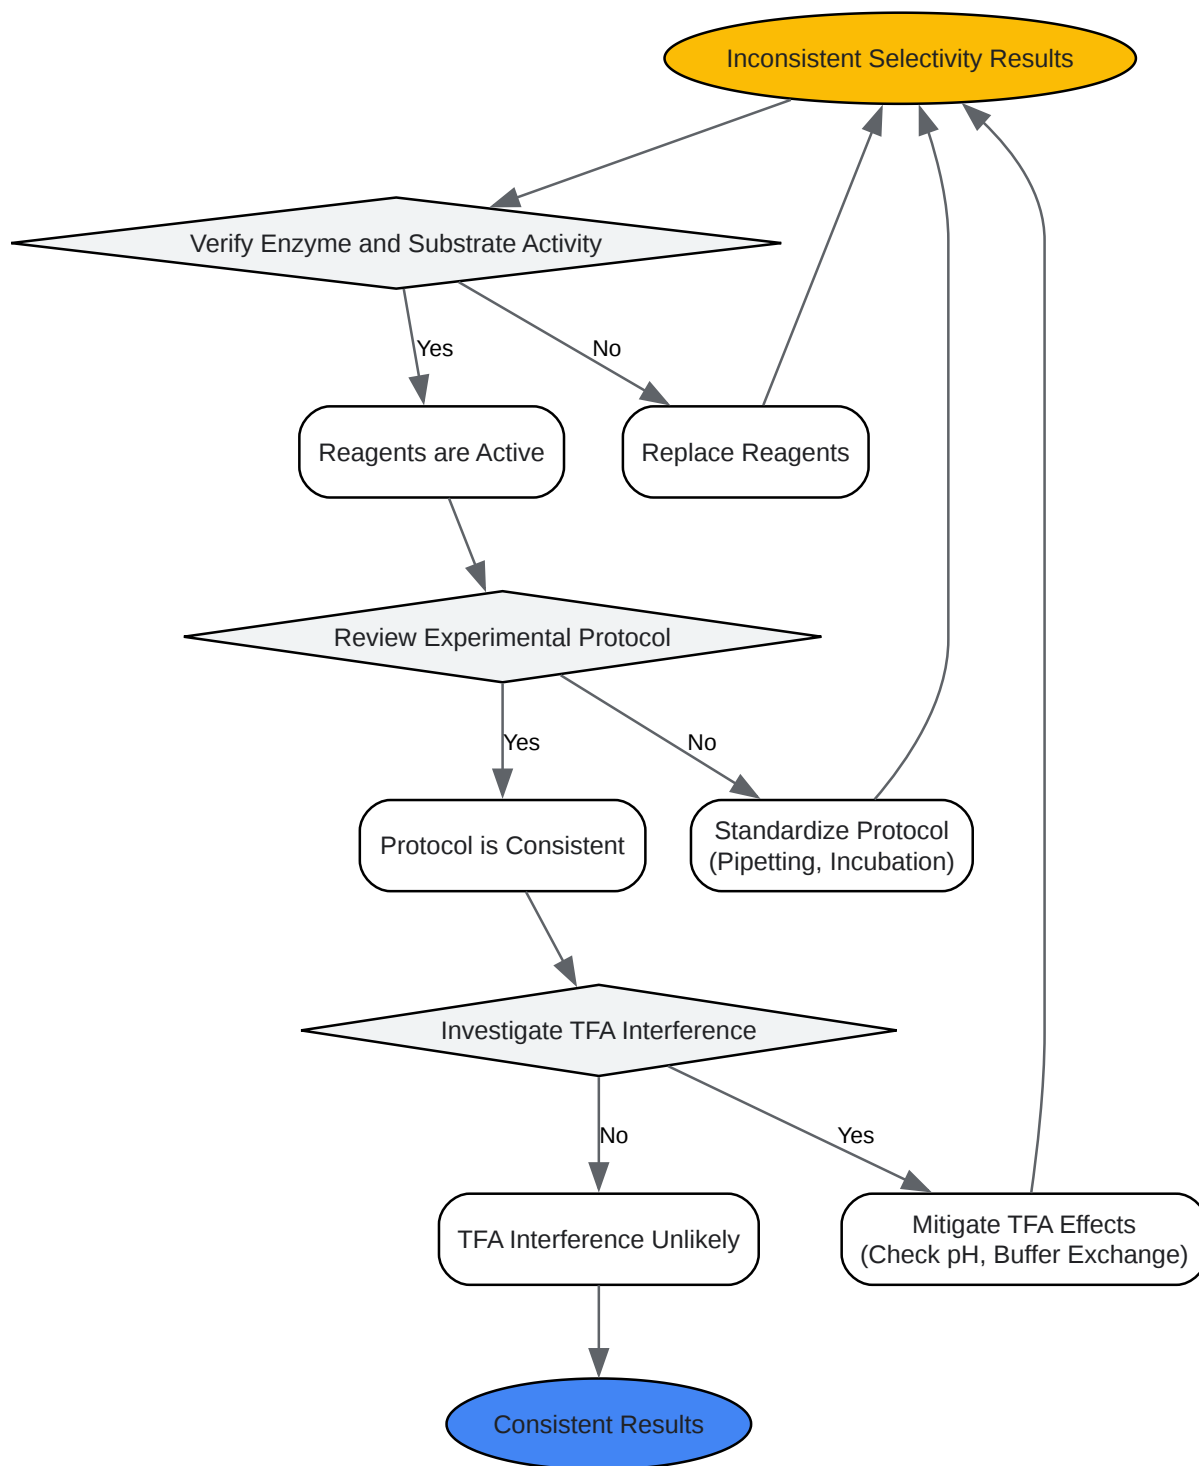 Inconsistent Selectivity Results
Verify Enzyme and Substrate Activity
Yes
No
Reagents are Active
Replace Reagents
Review Experimental Protocol
Yes
No
Protocol is Consistent
Standardize Protocol
(Pipetting, Incubation)
Investigate TFA Interference
No
Yes
TFA Interference Unlikely
Mitigate TFA Effects
(Check pH, Buffer Exchange)
Consistent Results